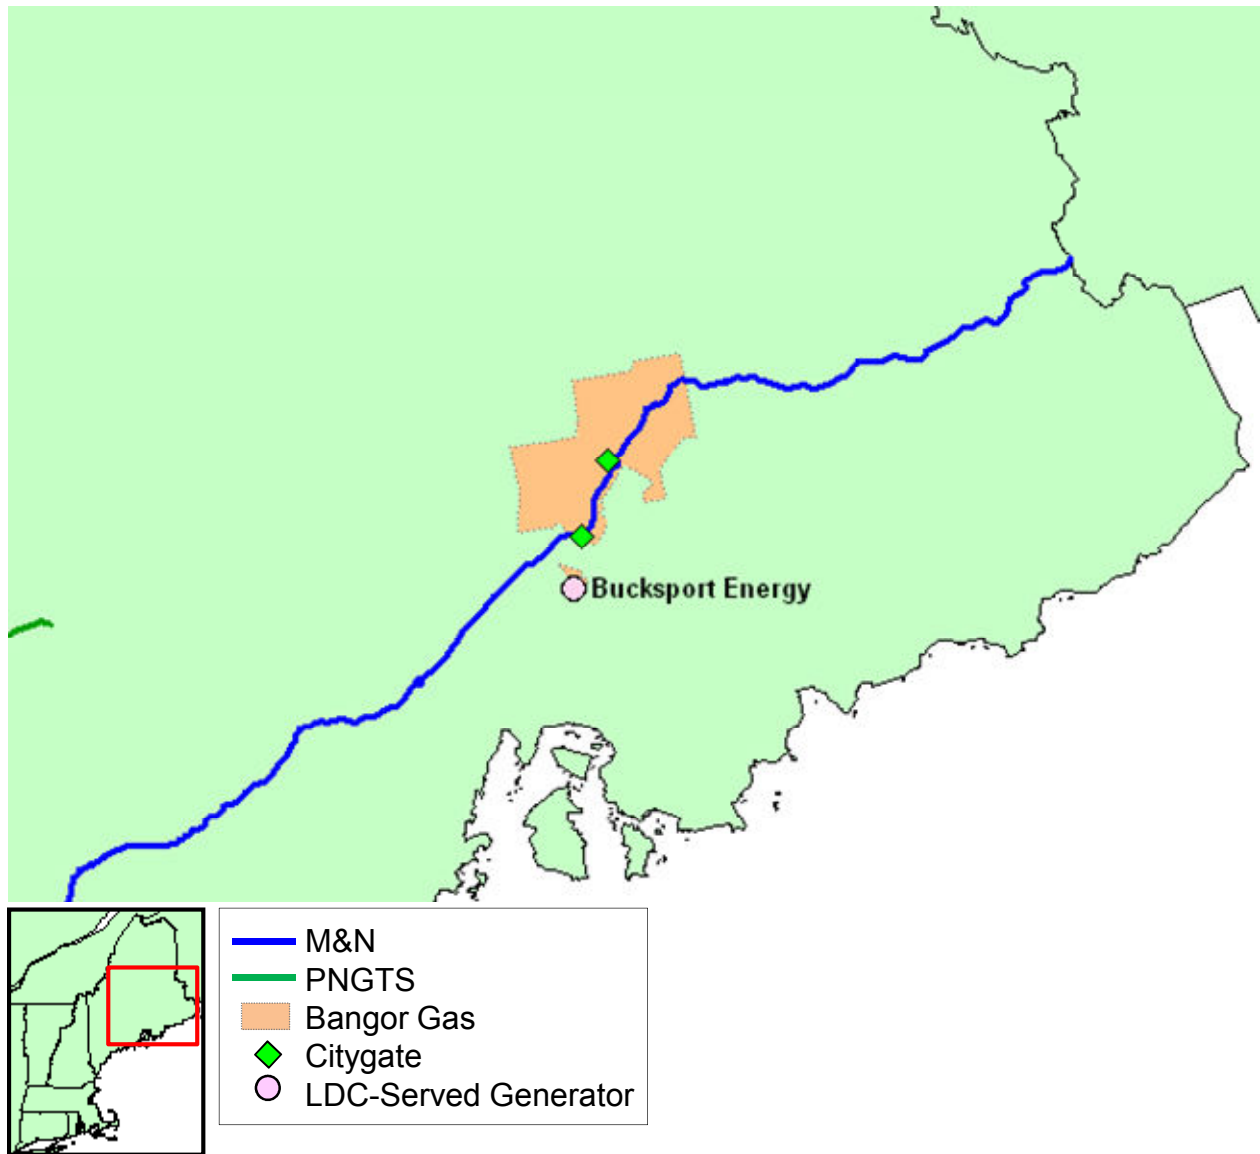 Bucksport Energy
M&N
PNGTS
Bangor Gas
Citygate
LDC-Served Generator